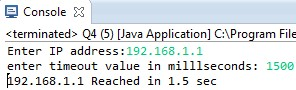 Console
<terminated> Q4 (5) [Java Application] C:\Program File
Enter IP address:192.168.1.1
enter timeout value in milllseconds: 1500
192.168.1.1 Reached in 1.5 sec